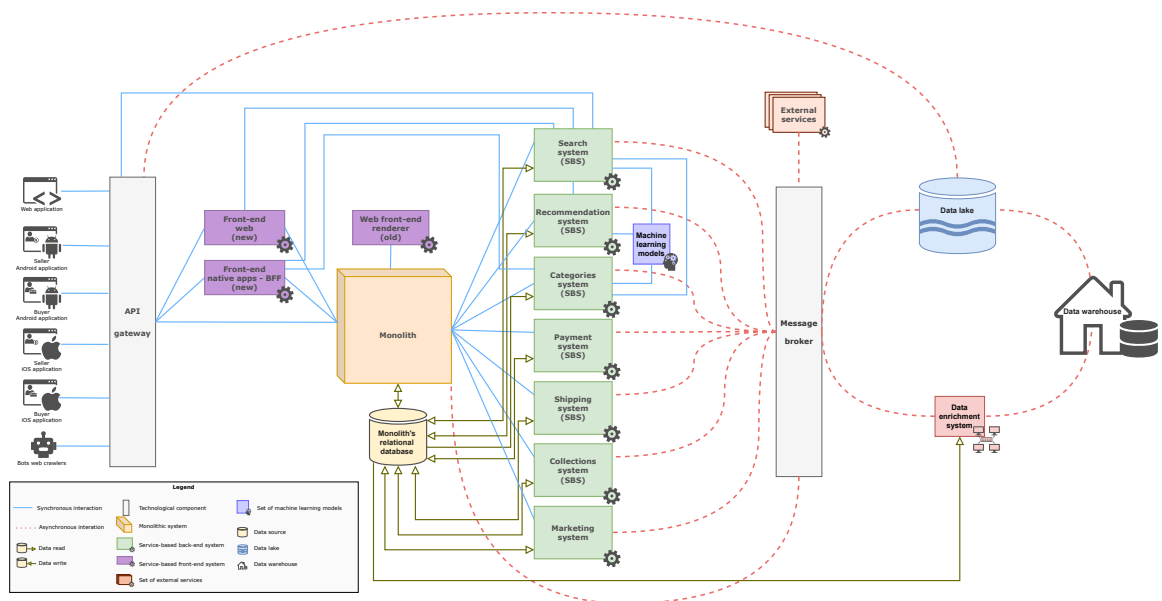 External
services
Search
system
(SBS)
Web application
Recommendation
system
(SBS)
Front-end
web
(new)
Web front-end
renderer
(old)
Data lake
Machine
learning
models
Seller
Android application
Front-end
native apps – BFF
(new)
Categories
system
(SBS)
API
gateway
Buyer
Android application
Monolith
Payment
system
(SBS)
Message
broker
Data warehouse
Seller
iOS application
Buyer
iOS application
Shipping
system
(SBS)
Monolith's
relational
database
Data
enrichment
system
Bots web crawlers
Collections
system
(SBS)
Marketing
system
Legend
Synchronous interaction
Asynchronous interation
Data read
Data write
Technological component
Monolithic system
Service-based back-end system
Service-based front-end system
Set of external services
Set of machine learning models
Data source
Data lake
Data warehouse